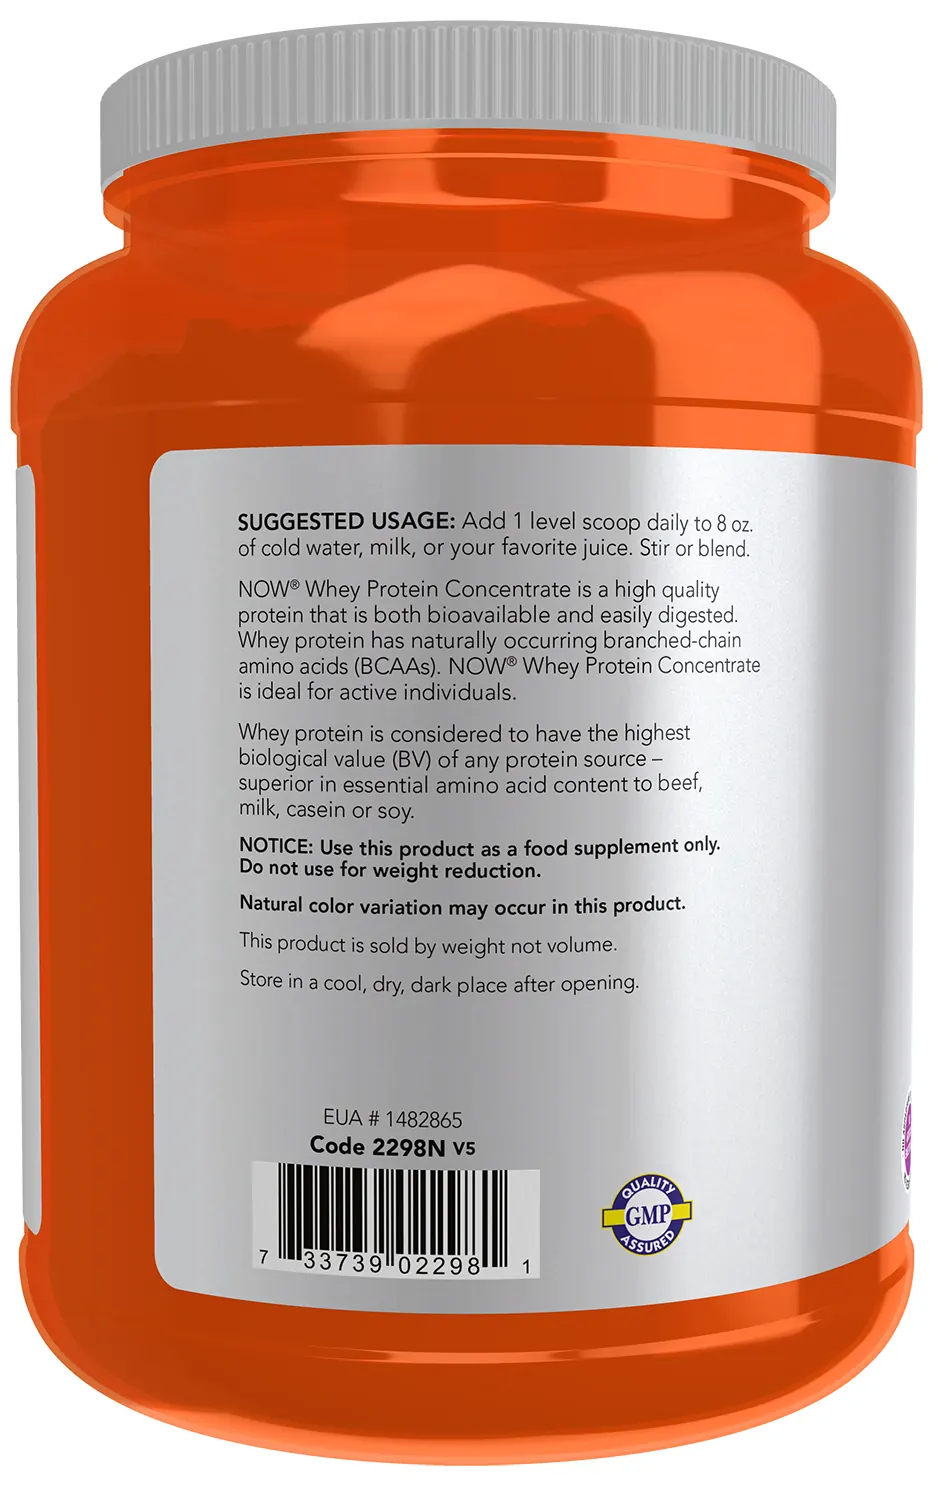 SUGGESTED USAGE: Add 1 level scoop daily to 8 oz.
of cold water, milk, or your favorite juice. Stir or blend.
NOW® Whey Protein Concentrate is a high quality
protein that is both bioavailable and easily digested.
Whey protein has naturally occurring branched-chain
amino acids (BCAAs). NOW® Whey Protein Concentrate
is ideal for active individuals.
Whey protein is considered to have the highest
biological value (BV) of any protein source –
superior in essential amino acid content to beef,
milk, casein or soy.
NOTICE: Use this product as a food supplement only.
Do not use for weight reduction.
Natural color variation may occur in this product.
This product is sold by weight not volume.
Store in a cool, dry, dark place after opening.
EUA # 1482865
Code 2298N V5
7 33739 02298 1
QUALITY
GMP
ASSURED